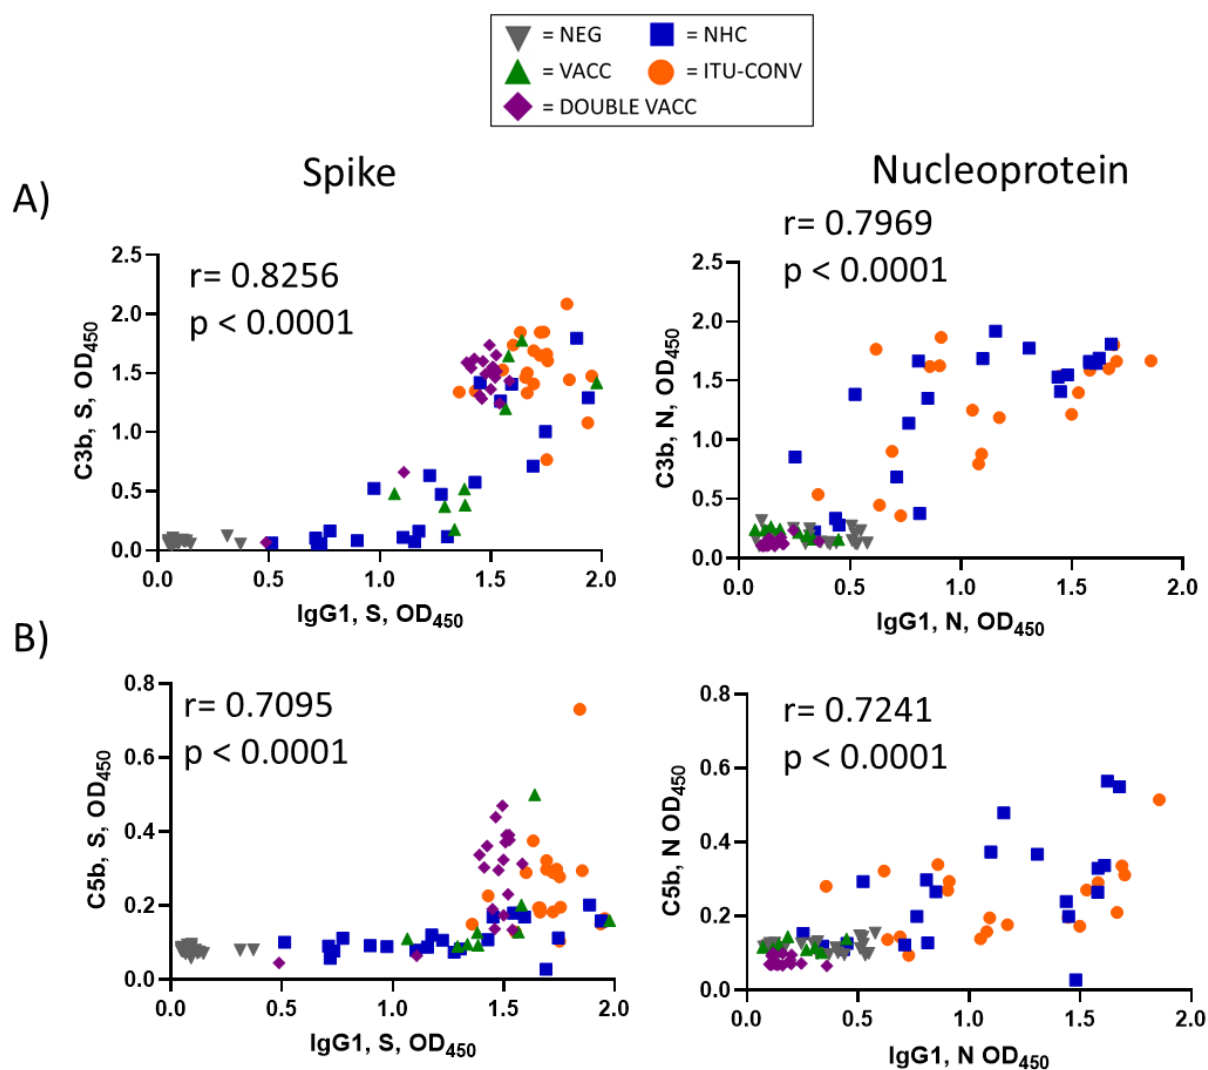 = NEG = NHC
= VACC = ITU-CONV
= DOUBLE VACC
Spike
Nucleoprotein
A)
r= 0.8256
p < 0.0001
2.5
2.0
1.5
1.0
0.5
0.0
C3b, S, OD450
0.0 0.5 1.0 1.5 2.0
IgG1, S, OD450
r= 0.7969
p < 0.0001
2.5
2.0
1.5
1.0
0.5
0.0
C3b, N, OD450
0.0 0.5 1.0 1.5 2.0
IgG1, N, OD450
B)
r= 0.7095
p < 0.0001
0.8
0.6
0.4
0.2
0.0
C5b, S, OD450
0.0 0.5 1.0 1.5 2.0
IgG1, S, OD450
r= 0.7241
p < 0.0001
0.8
0.6
0.4
0.2
0.0
C5b, N OD450
0.0 0.5 1.0 1.5 2.0
IgG1, N OD450